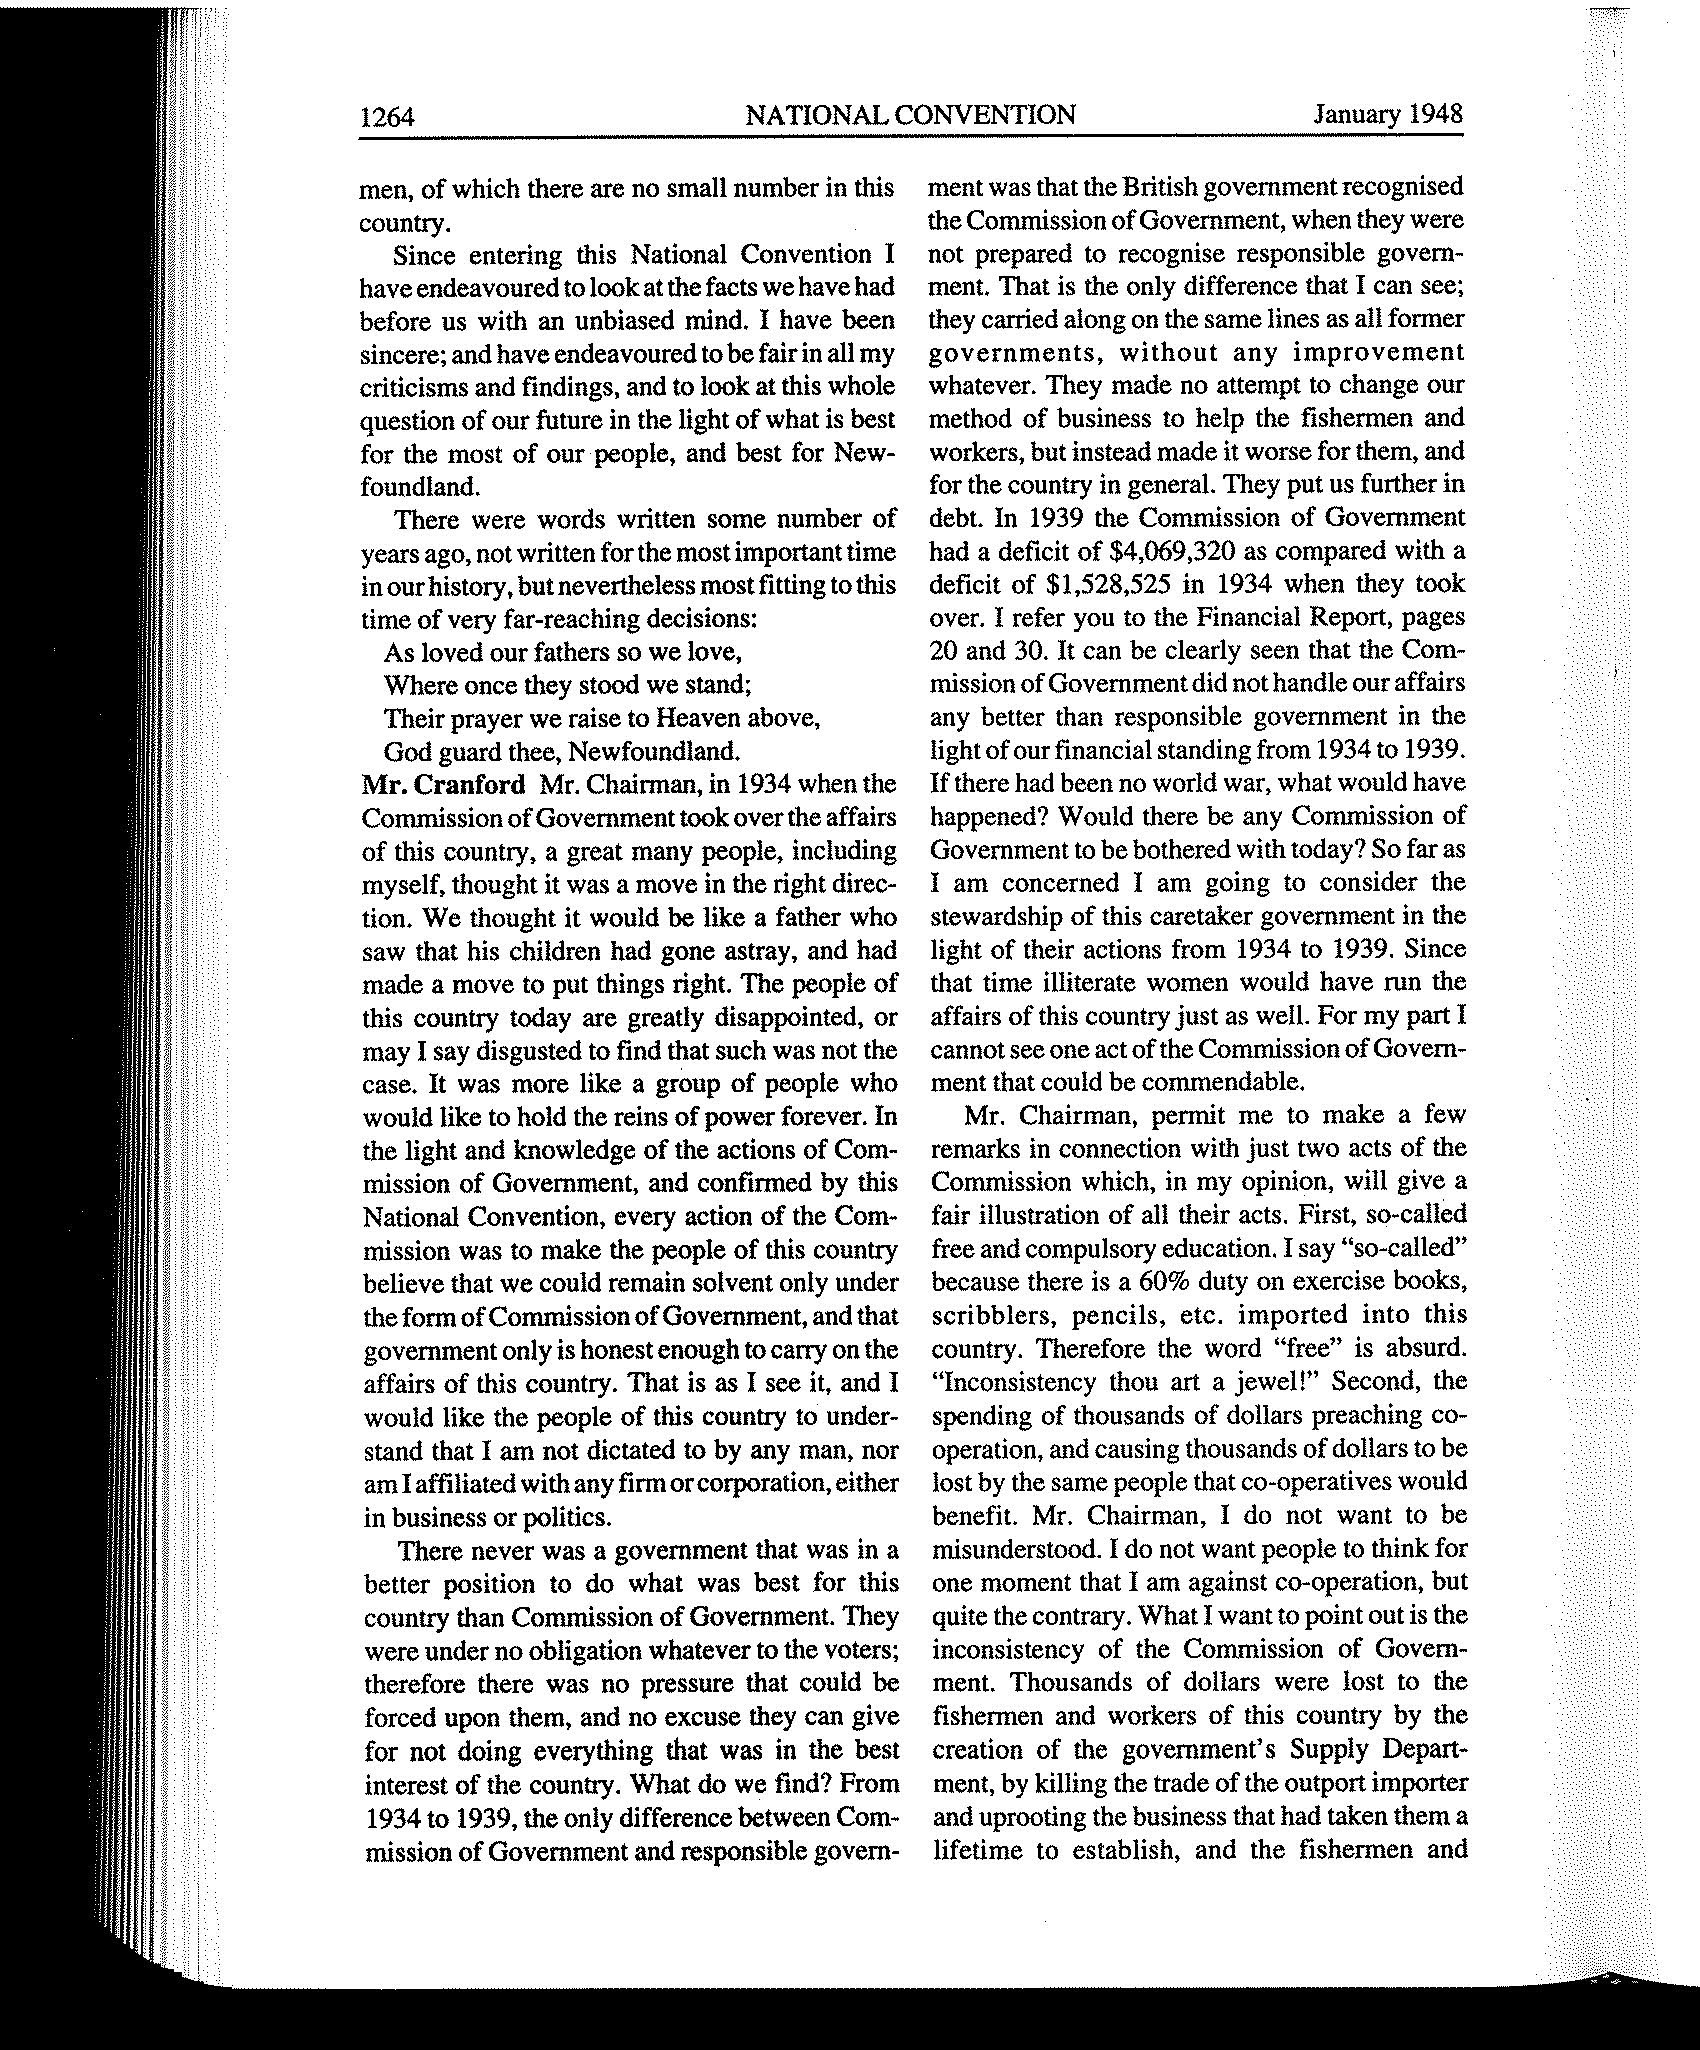 1264 NATIONAL CONVENTION January 1948
men, of which there are no small number in this
country.
Since entering this National Convention I
have endeavoured to look at the facts we have had
before us with an unbiased mind. I have been
sincere; and have endeavoured to be fair in all my
criticisms and findings, and to look at this whole
question of our future in the light of what is best
for the most of our people, and best for New-
foundland.
There were words written some number of
years ago, not written for the most important time
in our history, but nevertheless most fitting to this
time of very far-reaching decisions:
As loved our fathers so we love,
Where once they stood we stand;
Their prayer we raise to Heaven above,
God guard thee, Newfoundland.
Mr. Cranford Mr. Chairman, in 1934 when the
Commission of Government took over the affairs
of this country, a great many people, including
myself, thought it was a move in the right direc-
tion. We thought it would be like a father who
saw that his children had gone astray, and had
made a move to put things right. The people of
this country today are greatly disappointed, or
may I say disgusted to find that such was not the
case. It was more like a group of people who
would like to hold the reins of power forever. In
the light and knowledge of the actions of Com-
mission of Government, and confirmed by this
National Convention, every action of the Com-
mission was to make the people of this country
believe that we could remain solvent only under
the form of Commission of Government, and that
government only is honest enough to carry on the
affairs of this country. That is as I see it, and I
would like the people of this country to under-
stand that I am not dictated to by any man, nor
am I affiliated with any firm or corporation, either
in business or politics.
There never was a government that was in a
better position to do what was best for this
country than Commission of Government. They
were under no obligation whatever to the voters;
therefore there was no pressure that could be
forced upon them, and no excuse they can give
for not doing everything that was in the best
interest of the country. What do we find? From
1934 to 1939, the only difference between Com-
mission of Government and responsible govern-
ment was that the British government recognised
the Commission of Government, when they were
not prepared to recognise responsible govern-
ment. That is the only difference that I can see;
they carried along on the same lines as all former
governments, without any improvement
whatever. They made no attempt to change our
method of business to help the fishermen and
workers, but instead made it worse for them, and
for the country in general. They put us further in
debt. In 1939 the Commission of Government
had a deficit of $4,069,320 as compared with a
deficit of $1,528,525 in 1934 when they took
over. I refer you to the Financial Report, pages
20 and 30. It can be clearly seen that the Com-
mission of Government did not handle our affairs
any better than responsible government in the
light of our financial standing from 1934 to 1939.
If there had been no world war, what would have
happened? Would there be any Commission of
Government to be bothered with today? So far as
I am concerned I am going to consider the
stewardship of this caretaker government in the
light of their actions from 1934 to 1939. Since
that time illiterate women would have run the
affairs of this country just as well. For my part I
cannot see one act of the Commission of Govern-
ment that could be commendable.
Mr. Chairman, permit me to make a few
remarks in connection with just two acts of the
Commission which, in my opinion, will give a
fair illustration of all their acts. First, so-called
free and compulsory education. I say “so-called”
because there is a 60% duty on exercise books,
scribblers, pencils, etc. imported into this
country. Therefore the word “free” is absurd.
“Inconsistency thou art a jewel!” Second, the
spending of thousands of dollars preaching co-
operation, and causing thousands of dollars to be
lost by the same people that co-operatives would
benefit. Mr. Chairman, I do not want to be
misunderstood. I do not want people to think for
one moment that I am against co-operation, but
quite the contrary. What I want to point out is the
inconsistency of the Commission of Govern-
ment. Thousands of dollars were lost to the
fishermen and workers of this country by the
creation of the government's Supply Depart-
ment, by killing the trade of the outport importer
and uprooting the business that had taken them a
lifetime to establish, and the fishermen and